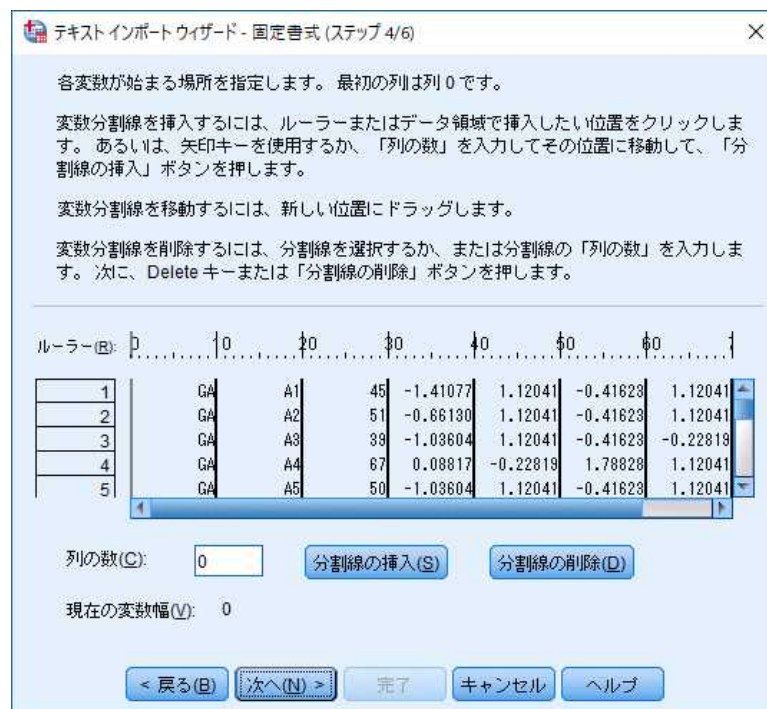 テキスト インポート ウィザード - 固定書式 (ステップ 4/6)
各変数が始まる場所を指定します。 最初の列は列 0 です。
変数分割線を挿入するには、ルーラーまたはデータ領域で挿入したい位置をクリックしま
す。 あるいは、矢印キーを使用するか、「列の数」を入力してその位置に移動して、「分
割線の挿入」ボタンを押します。
変数分割線を移動するには、新しい位置にドラッグします。
変数分割線を削除するには、分割線を選択するか、または分割線の「列の数」を入力しま
す。 次に、Delete キーまたは「分割線の削除」ボタンを押します。
ルーラー(R): 0.........10........20........30........40........50........60........7
1 GA A1 45 -1.41077 1.12041 -0.41623 1.12041
2 GA A2 51 -0.66130 1.12041 -0.41623 1.12041
3 GA A3 39 -1.03604 1.12041 -0.41623 -0.22819
4 GA A4 67 0.08817 -0.22819 1.78828 1.12041
5 GA A5 50 -1.03604 1.12041 -0.41623 1.12041
列の数(C): 0 分割線の挿入(S) 分割線の削除(D)
現在の変数幅(V): 0
< 戻る(B) 次へ(N) > 完了 キャンセル ヘルプ